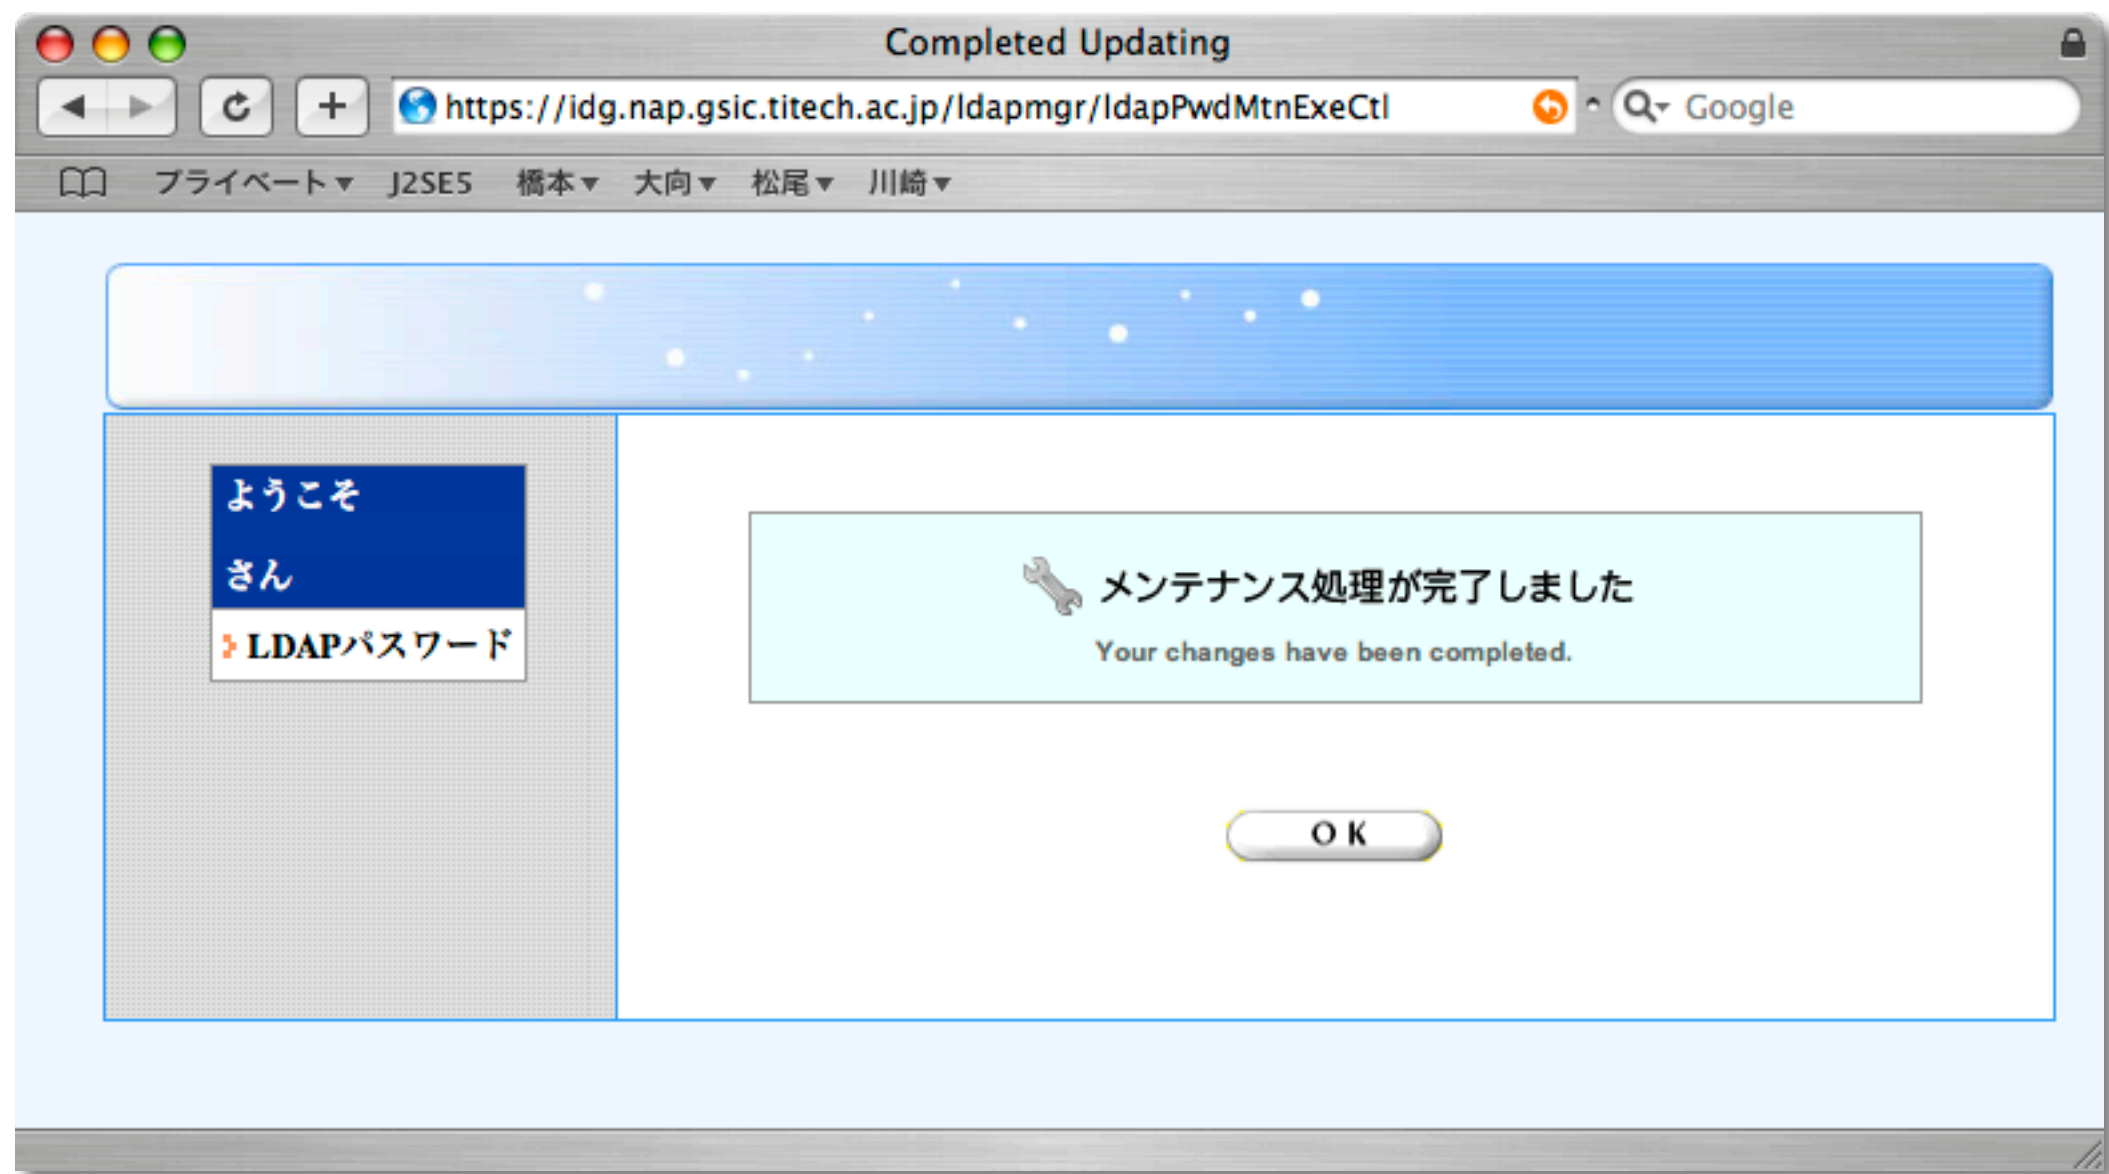 Completed Updating
https://idg.nap.gsic.titech.ac.jp/ldapmgr/ldapPwdMtnExeCtl
Google
プライベート J2SE5 橋本 大向 松尾 川崎
ようこそ
さん
LDAPパスワード
メンテナンス処理が完了しました
Your changes have been completed.
OK